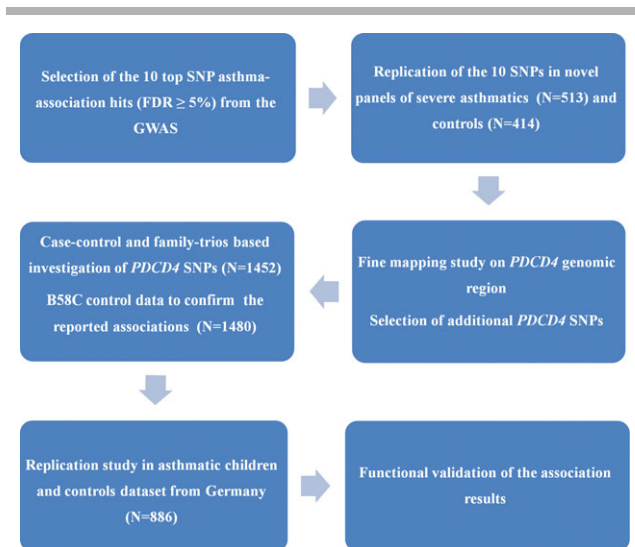 Selection of the 10 top SNP asthma-
association hits (FDR ≥ 5%) from the
GWAS
Replication of the 10 SNPs in novel
panels of severe asthmatics (N=513) and
controls (N=414)
Fine mapping study on PDCD4 genomic
region
Selection of additional PDCD4 SNPs
Case-control and family-trios based
investigation of PDCD4 SNPs (N=1452)
B58C control data to confirm the
reported associations (N=1480)
Replication study in asthmatic children
and controls dataset from Germany
(N=886)
Functional validation of the association
results